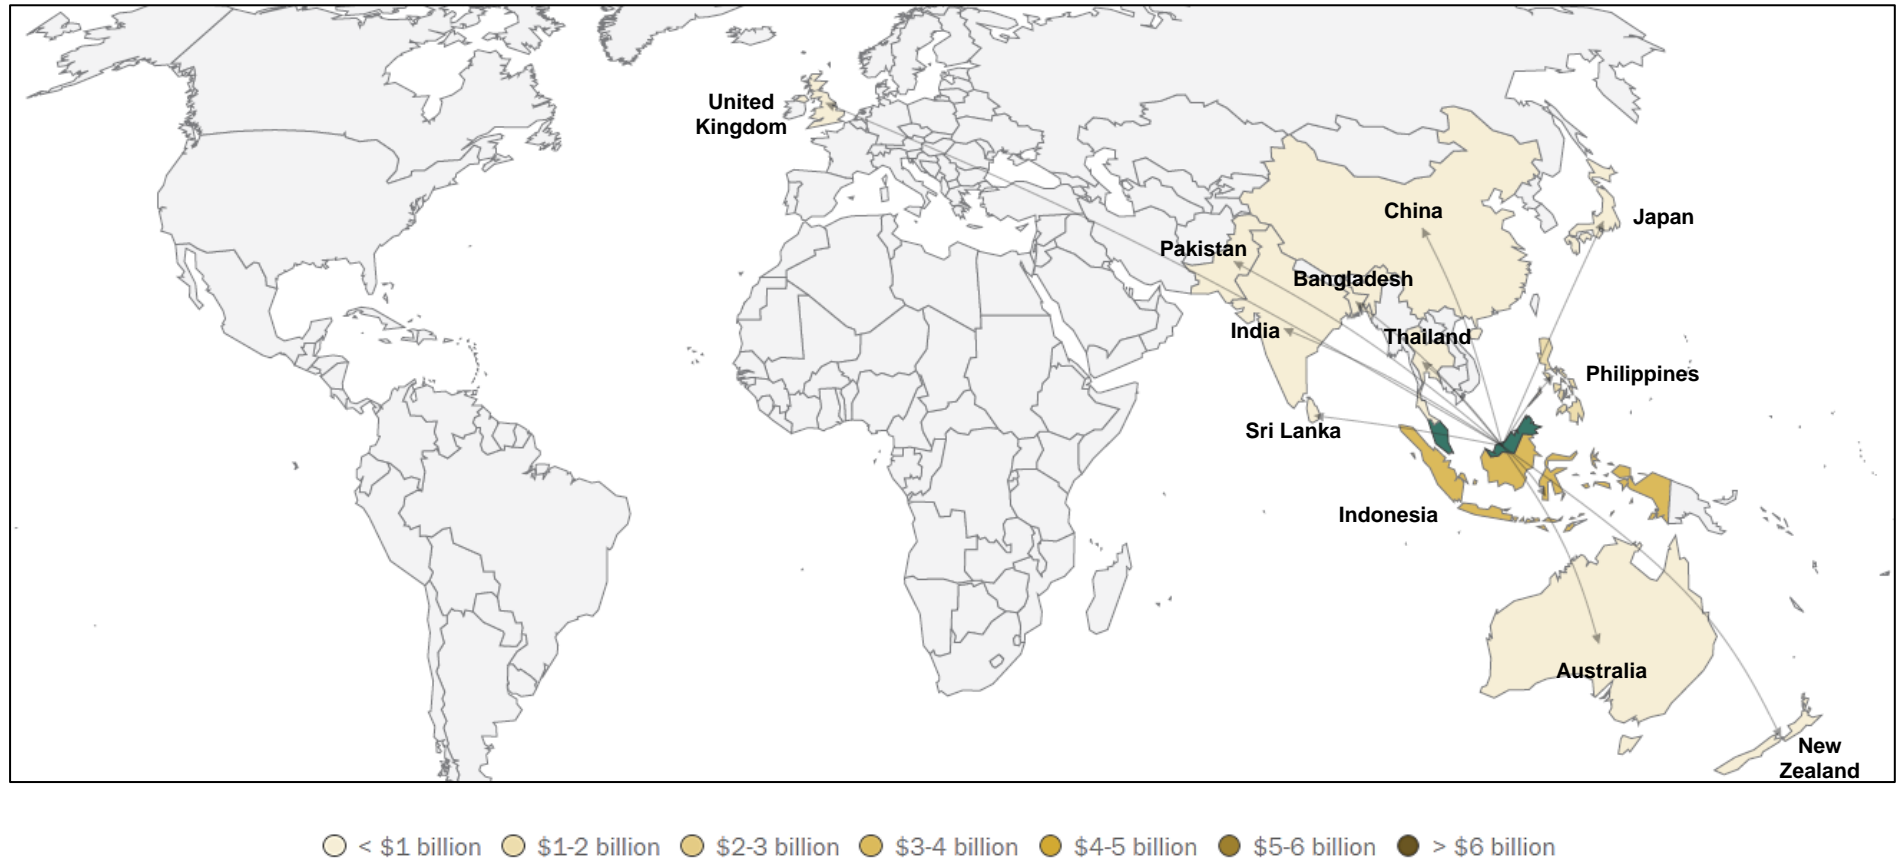 United
Kingdom
China
Japan
Pakistan
Bangladesh
India
Thailand
Philippines
Sri Lanka
Indonesia
Australia
New
Zealand
< $1 billion
$1-2 billion
$2-3 billion
$3-4 billion
$4-5 billion
$5-6 billion
> $6 billion